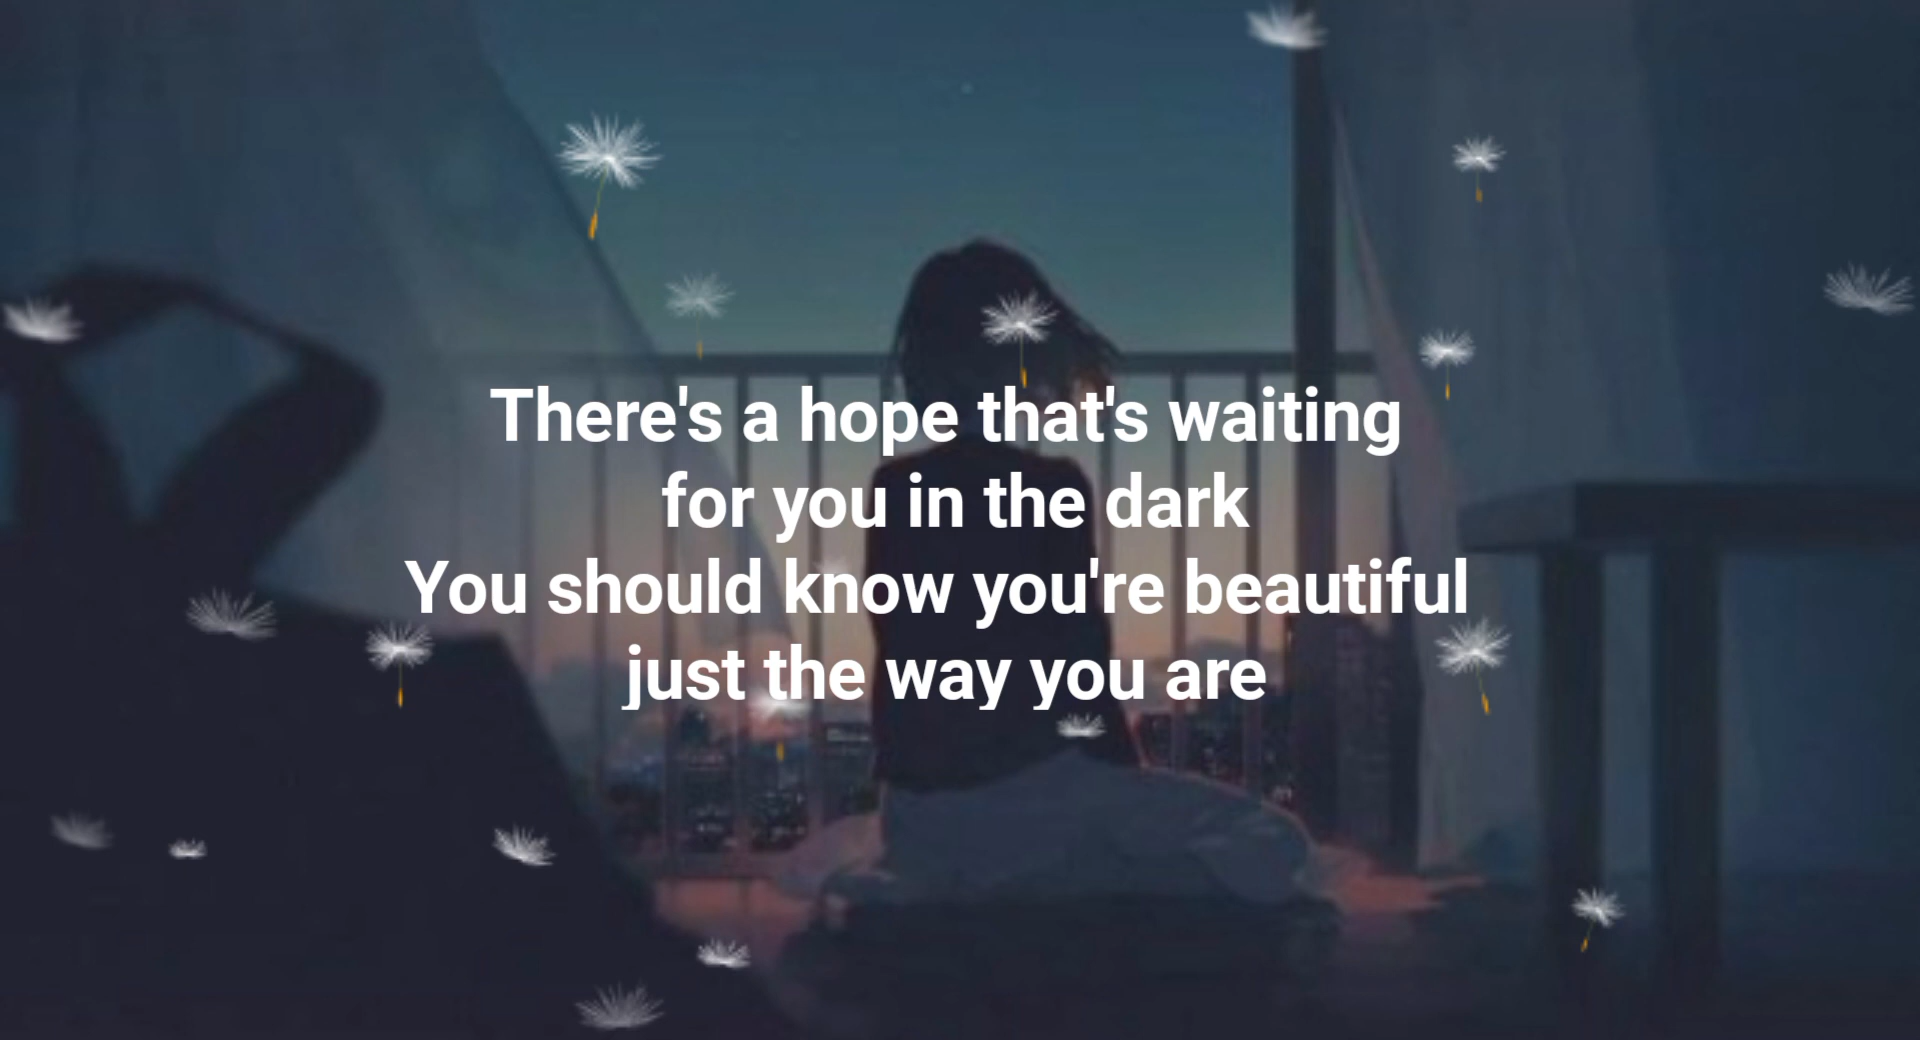 There's a hope that's waiting
for you in the dark
You should know you're beautiful
just the way you are